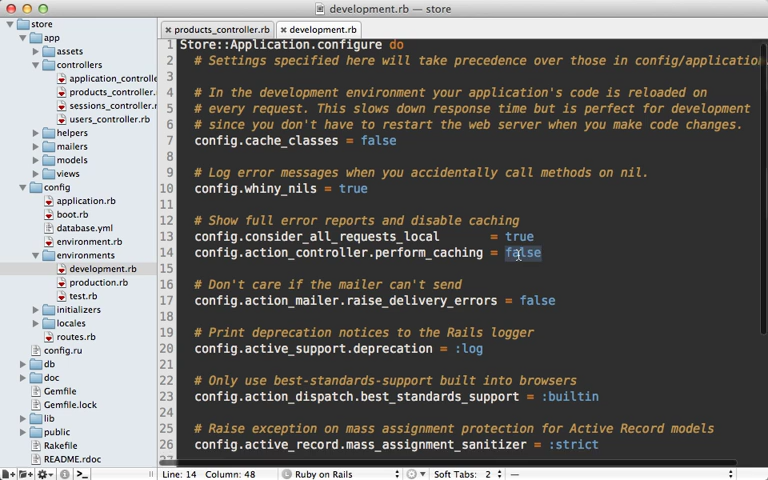 development.rb — store
store
app
assets
controllers
application_controlle
products_controller.
sessions_controller.r
users_controller.rb
helpers
mailers
models
views
config
application.rb
boot.rb
database.yml
environment.rb
environments
development.rb
production.rb
test.rb
initializers
locales
routes.rb
config.ru
db
doc
Gemfile
Gemfile.lock
lib
public
Rakefile
README.rdoc
products_controller.rb
development.rb
1 Store::Application.configure do
2 # Settings specified here will take precedence over those in config/application
3
4 # In the development environment your application's code is reloaded on
5 # every request. This slows down response time but is perfect for development
6 # since you don't have to restart the web server when you make code changes.
7 config.cache_classes = false
8
9 # Log error messages when you accidentally call methods on nil.
10 config.whiny_nils = true
11
12 # Show full error reports and disable caching
13 config.consider_all_requests_local = true
14 config.action_controller.perform_caching = false
15
16 # Don't care if the mailer can't send
17 config.action_mailer.raise_delivery_errors = false
18
19 # Print deprecation notices to the Rails logger
20 config.active_support.deprecation = :log
21
22 # Only use best-standards-support built into browsers
23 config.action_dispatch.best_standards_support = :builtin
24
25 # Raise exception on mass assignment protection for Active Record models
26 config.active_record.mass_assignment_sanitizer = :strict
27
Line: 14 Column: 48 Ruby on Rails Soft Tabs: 2 —